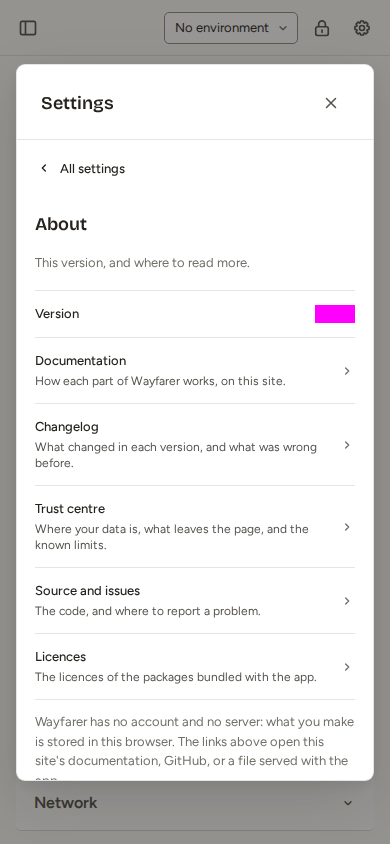 No environment
Settings
All settings
About
This version, and where to read more.
Version
Documentation
How each part of Wayfarer works, on this site.
Changelog
What changed in each version, and what was wrong
before.
Trust centre
Where your data is, what leaves the page, and the
known limits.
Source and issues
The code, and where to report a problem.
Licences
The licences of the packages bundled with the app.
Wayfarer has no account and no server: what you make
is stored in this browser. The links above open this
site's documentation, GitHub, or a file served with the
Network